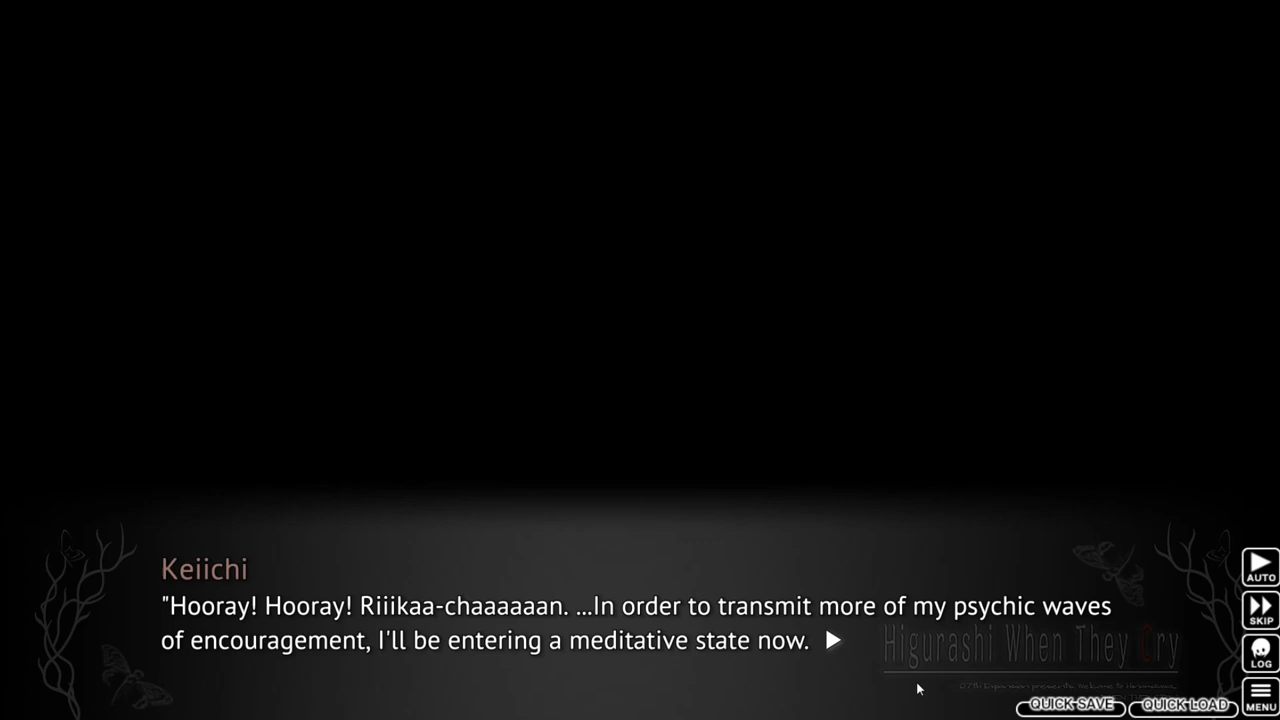 Keiichi
"Hooray! Hooray! Riiikaa-chaaaaaan. ...In order to transmit more of my psychic waves
of encouragement, I'll be entering a meditative state now.
Higurashi When They Cry
AUTO
SKIP
LOG
MENU
QUICK SAVE
QUICK LOAD